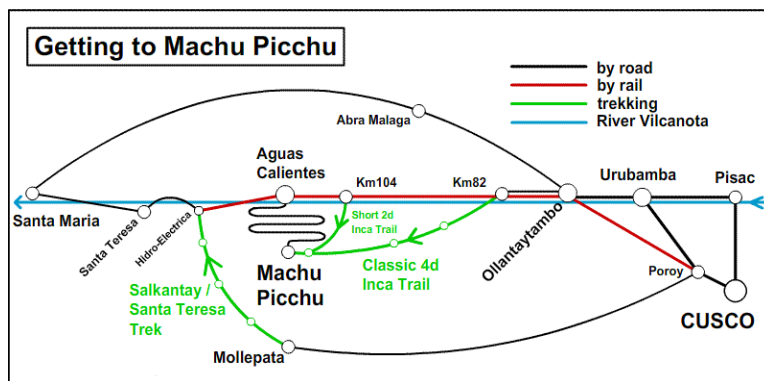 Getting to Machu Picchu
by road
by rail
trekking
River Vilcanota
Abra Malaga
Aguas
Calientes
Km104
Km82
Urubamba
Pisac
Santa Maria
Santa Teresa
Hidro-Electrica
Short 2d
Inca Trail
Ollantaytambo
Machu
Picchu
Classic 4d
Inca Trail
Poroy
CUSCO
Salkantay /
Santa Teresa
Trek
Mollepata